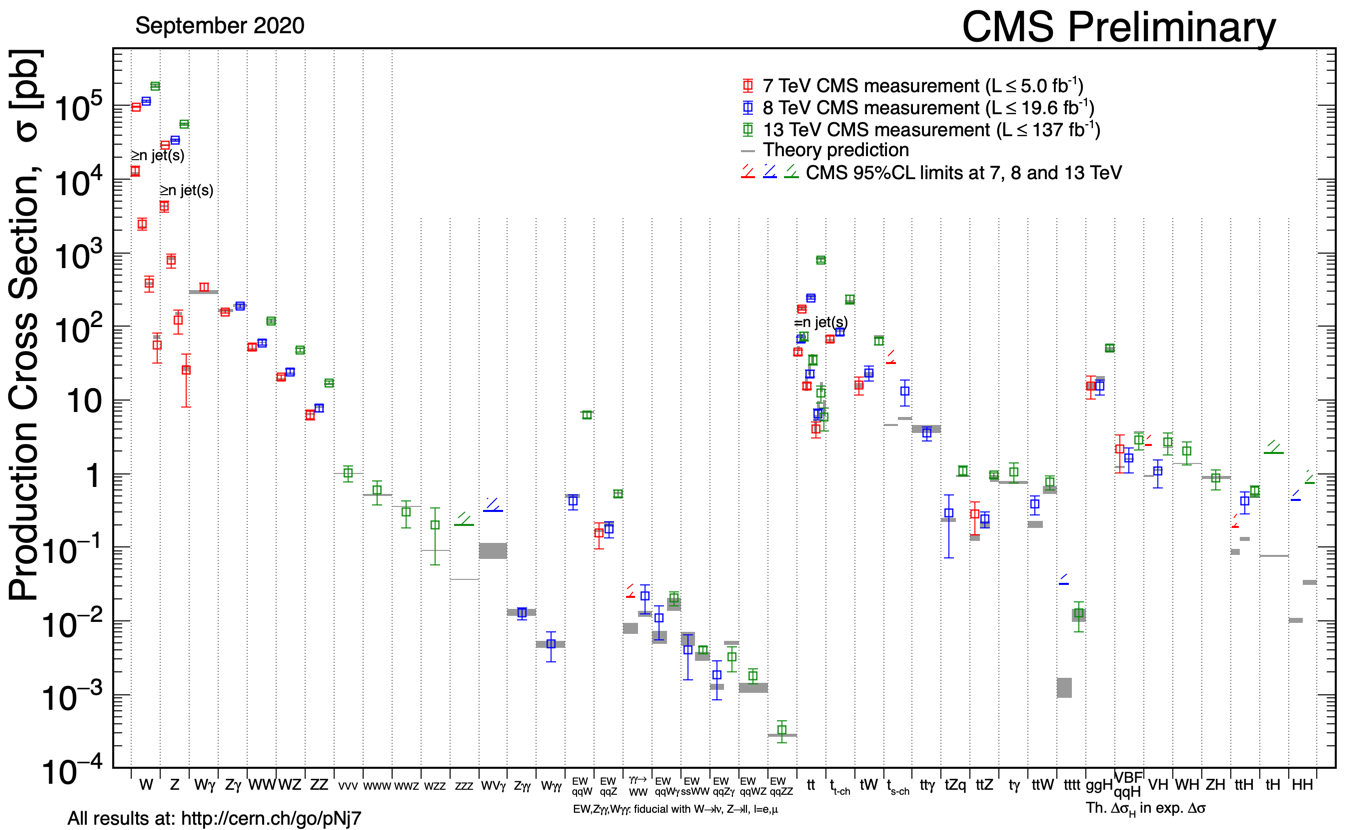 September 2020
CMS Preliminary
Production Cross Section, σ [pb]
7 TeV CMS measurement (L ≤ 5.0 fb⁻¹)
8 TeV CMS measurement (L ≤ 19.6 fb⁻¹)
13 TeV CMS measurement (L ≤ 137 fb⁻¹)
Theory prediction
CMS 95%CL limits at 7, 8 and 13 TeV
10⁵
10⁴
10³
10²
10
1
10⁻¹
10⁻²
10⁻³
10⁻⁴
≥n jet(s)
≥n jet(s)
=n jet(s)
W
Z
Wγ
Zγ
WW
WZ
ZZ
VVV
WWW
WWZ
WZZ
ZZZ
WVγ
Zγγ
Wγγ
EW
qqW
EW
qqZ
γγ→
WW
EW
qqWγ
EW
ssWW
EW
qqZγ
EW
qqWZ
EW
qqZZ
tt
t t-ch
tW
t s-ch
ttγ
tZq
ttZ
tγ
ttW
tttt
ggH
VBF
qqH
VH
WH
ZH
ttH
tH
HH
EW,Zγγ,Wγγ: fiducial with W→lν, Z→ll, l=e,μ
Th. Δσ_H in exp. Δσ
All results at: http://cern.ch/go/pNj7